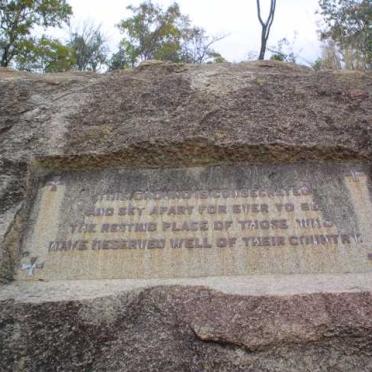 THIS GROUND IS CONSECRATED
AND SET APART FOR EVER TO BE
THE RESTING PLACE OF THOSE WHO
HAVE DESERVED WELL OF THEIR COUNTRY